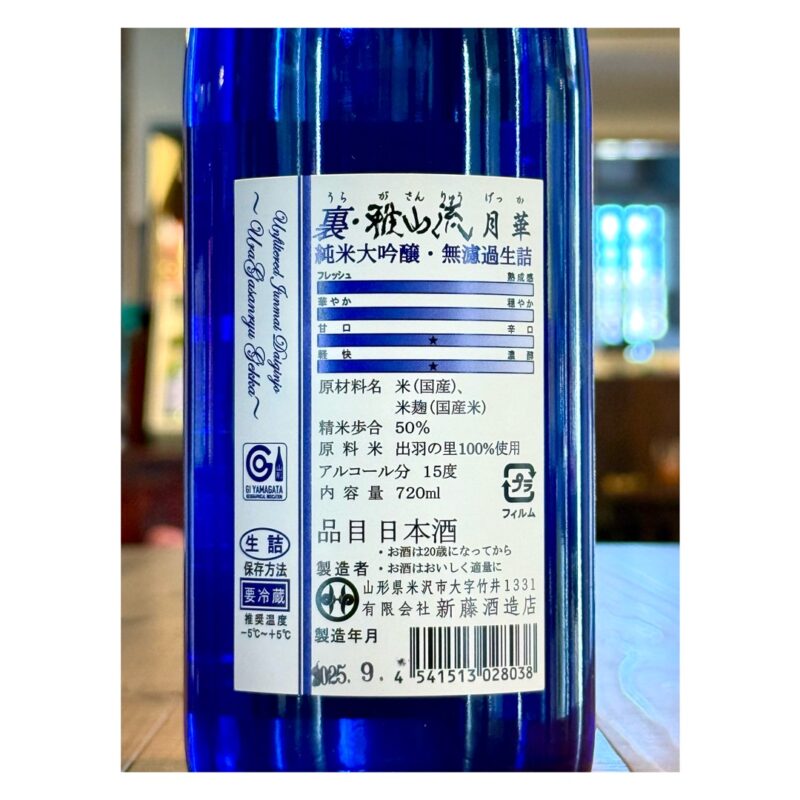 うら がさんりゅう げっか
裏・雅山流 月華
純米大吟醸・無濾過生詰
フレッシュ 熟成感
華やか 穏やか
甘口 辛口
★
軽快 濃醇
★
原材料名 米(国産)、
米麹(国産米)
精米歩合 50%
原料米 出羽の里100%使用
アルコール分 15度
内容量 720ml
プラ
フィルム
品目 日本酒
・お酒は20歳になってから
・お酒はおいしく適量に
製造者
山形県米沢市大字竹井1331
有限会社 新藤酒造店
製造年月
2025. 9.
4 541513 028038
Unfiltered Junmai Daiginjo
～UraGasanryu Gekka～
山形
GI YAMAGATA
GEOGRAPHICAL INDICATION
生詰
保存方法
要冷蔵
推奨温度
-5℃～+5℃